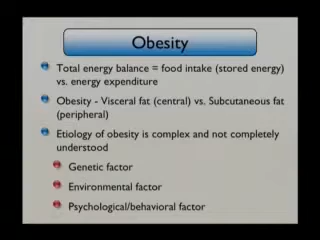 Obesity
Total energy balance = food intake (stored energy)
vs. energy expenditure
Obesity - Visceral fat (central) vs. Subcutaneous fat
(peripheral)
Etiology of obesity is complex and not completely
understood
Genetic factor
Environmental factor
Psychological/behavioral factor